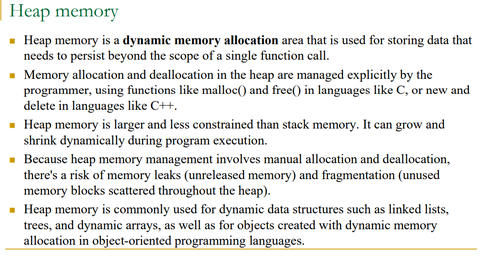 Heap memory
Heap memory is a dynamic memory allocation area that is used for storing data that
needs to persist beyond the scope of a single function call.
Memory allocation and deallocation in the heap are managed explicitly by the
programmer, using functions like malloc() and free() in languages like C, or new and
delete in languages like C++.
Heap memory is larger and less constrained than stack memory. It can grow and
shrink dynamically during program execution.
Because heap memory management involves manual allocation and deallocation,
there's a risk of memory leaks (unreleased memory) and fragmentation (unused
memory blocks scattered throughout the heap).
Heap memory is commonly used for dynamic data structures such as linked lists,
trees, and dynamic arrays, as well as for objects created with dynamic memory
allocation in object-oriented programming languages.